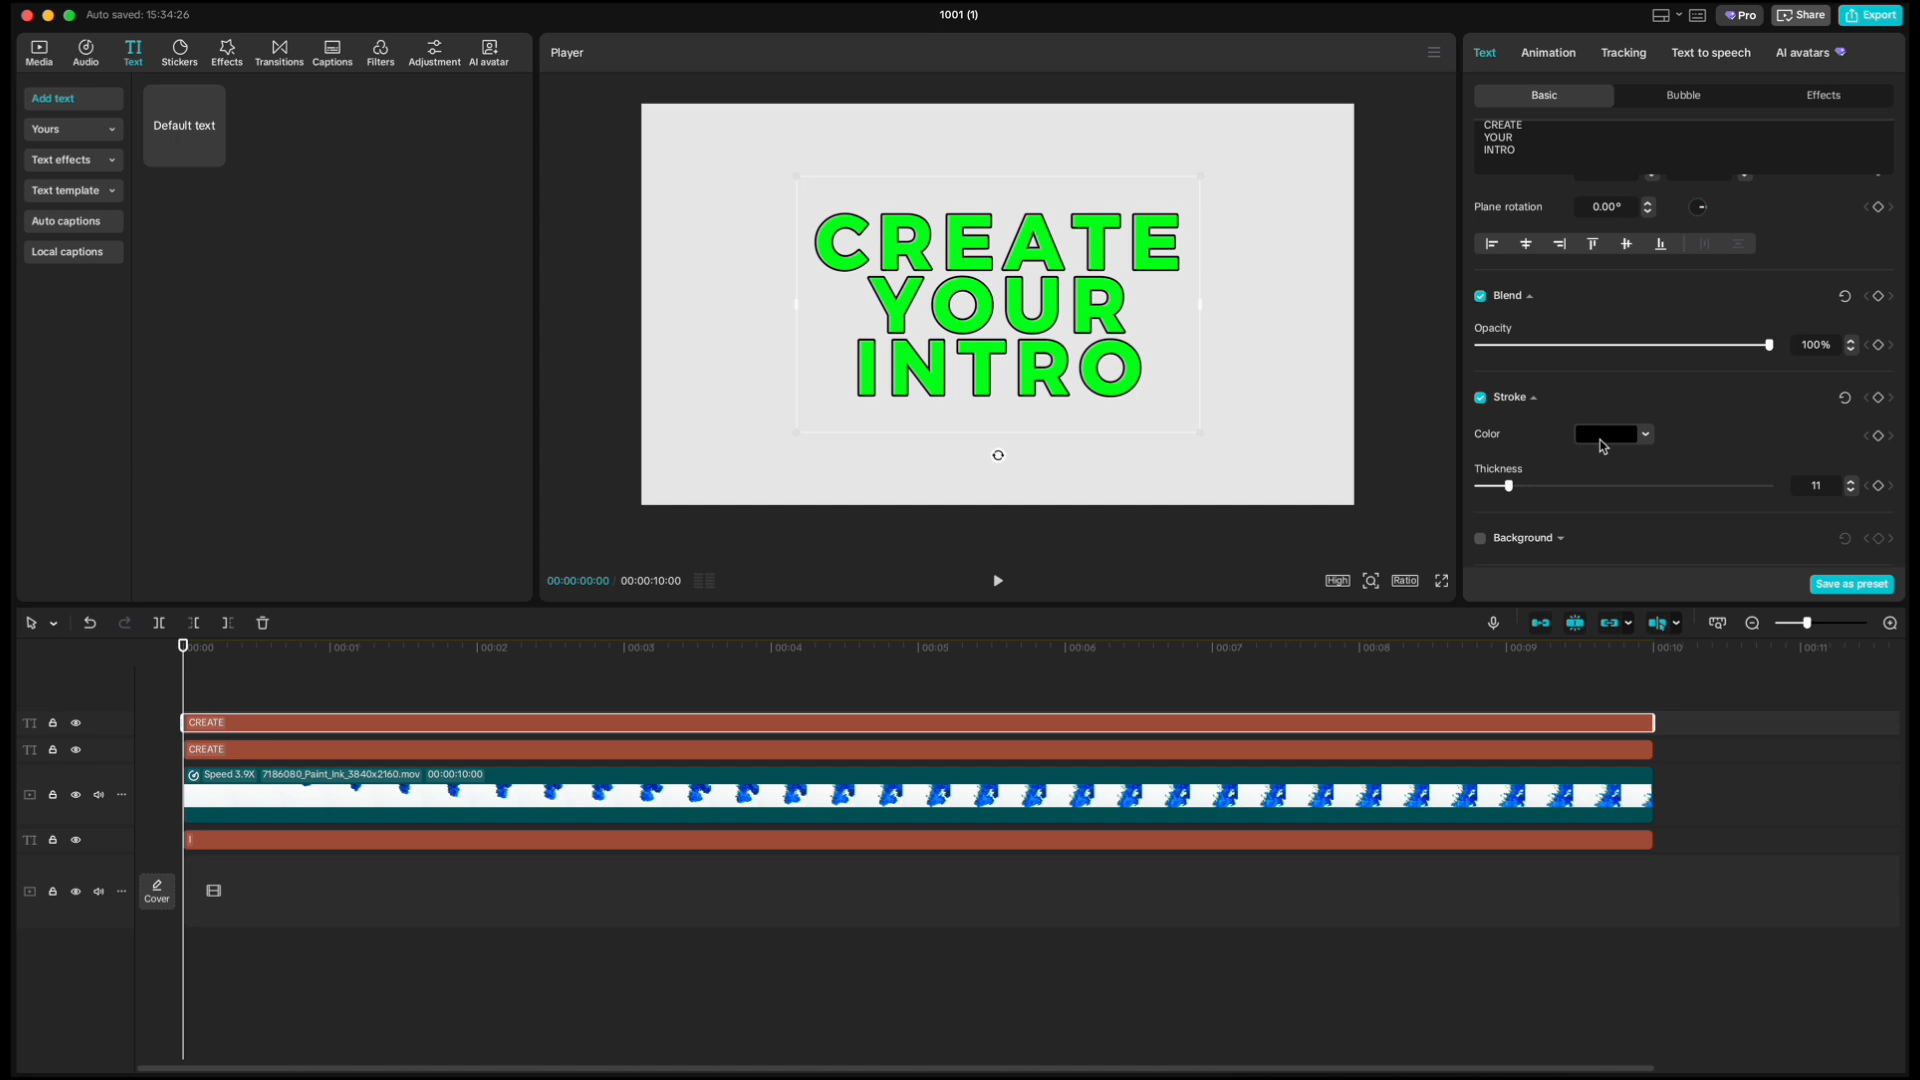 Auto saved: 15:34:26
1001 (1)
Pro
Share
Export
Media
Audio
TI
Text
Stickers
Effects
Transitions
Captions
Filters
Adjustment
AI avatar
Add text
Yours
Text effects
Text template
Auto captions
Local captions
Default text
Player
CREATE
YOUR
INTRO
00:00:00:00 / 00:00:10:00
High
Ratio
Text
Animation
Tracking
Text to speech
AI avatars
Basic
Bubble
Effects
CREATE
YOUR
INTRO
Plane rotation
0.00°
Blend
Opacity
100%
Stroke
Color
Thickness
11
Background
Save as preset
00:00
00:01
00:02
00:03
00:04
00:05
00:06
00:07
00:08
00:09
00:10
00:11
TI
CREATE
TI
CREATE
Speed 3.9X 7186080_Paint_Ink_3840x2160.mov 00:00:10:00
TI
I
Cover